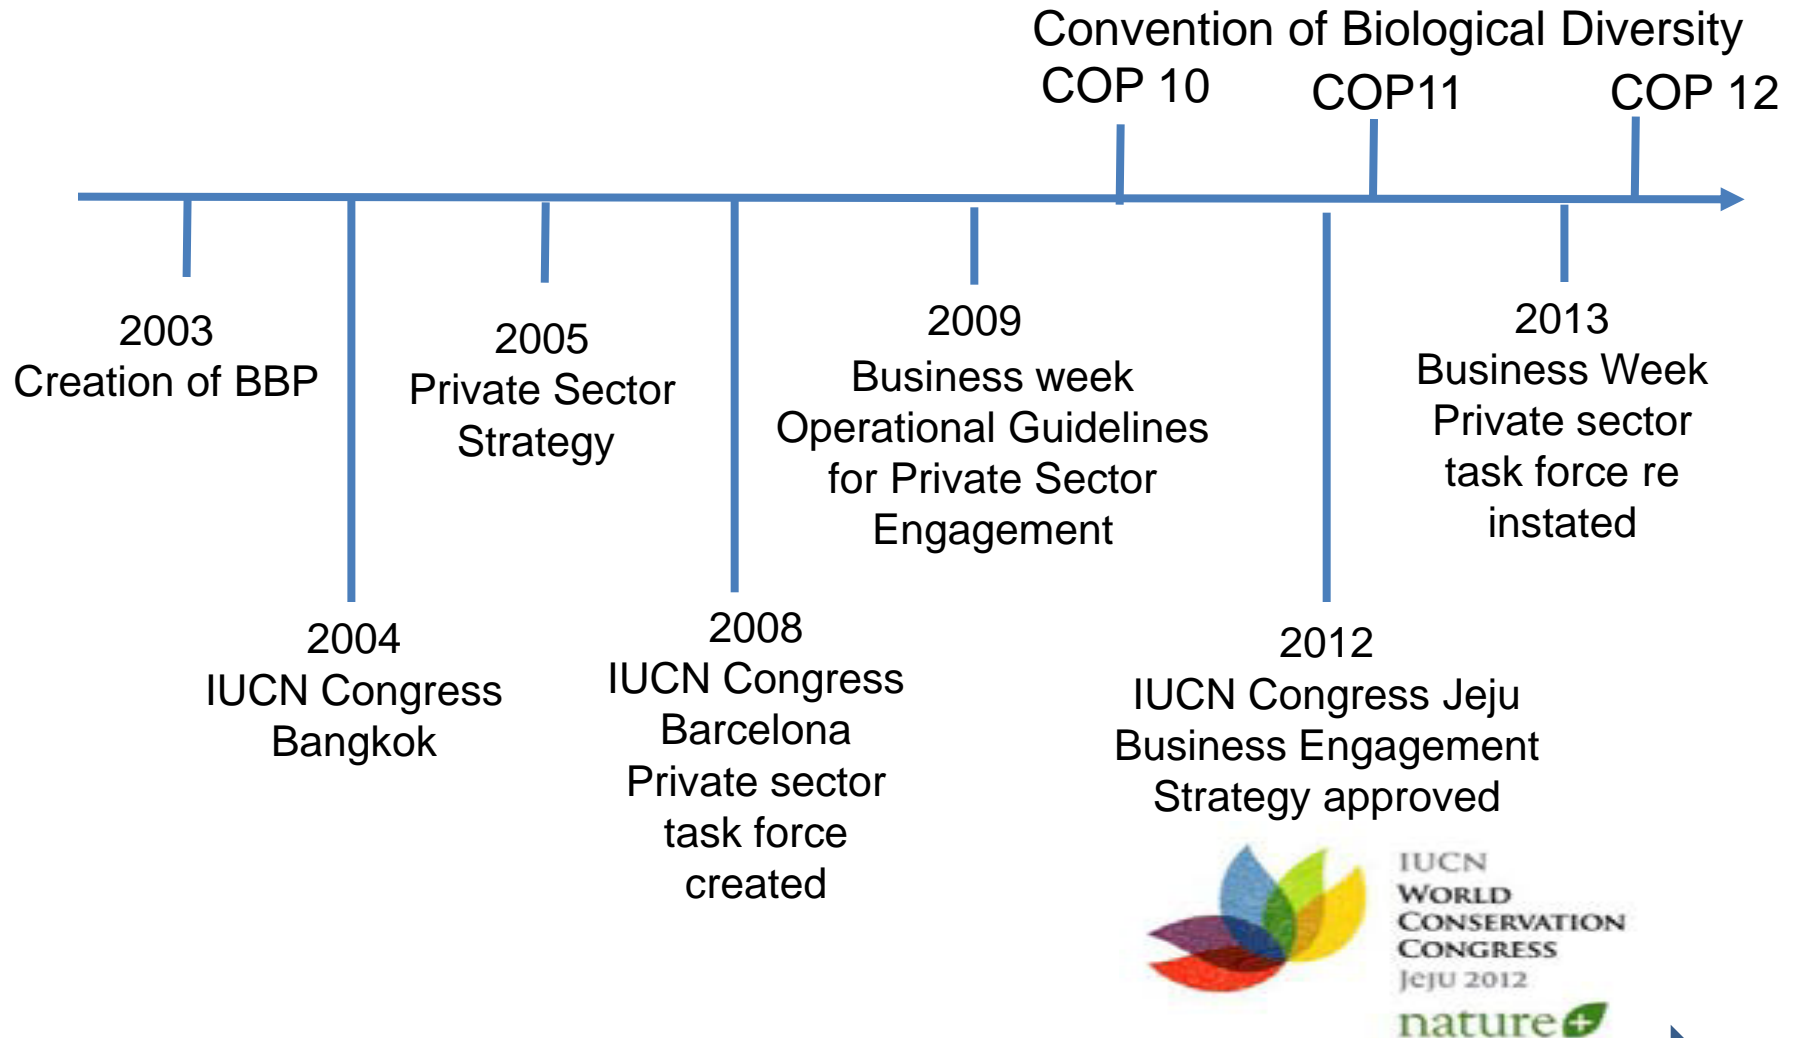 Convention of Biological Diversity
COP 10
COP11
COP 12
2003
Creation of BBP
2004
IUCN Congress
Bangkok
2005
Private Sector
Strategy
2008
IUCN Congress
Barcelona
Private sector
task force
created
2009
Business week
Operational Guidelines
for Private Sector
Engagement
2012
IUCN Congress Jeju
Business Engagement
Strategy approved
2013
Business Week
Private sector
task force re
instated
IUCN
WORLD
CONSERVATION
CONGRESS
JEJU 2012
nature+